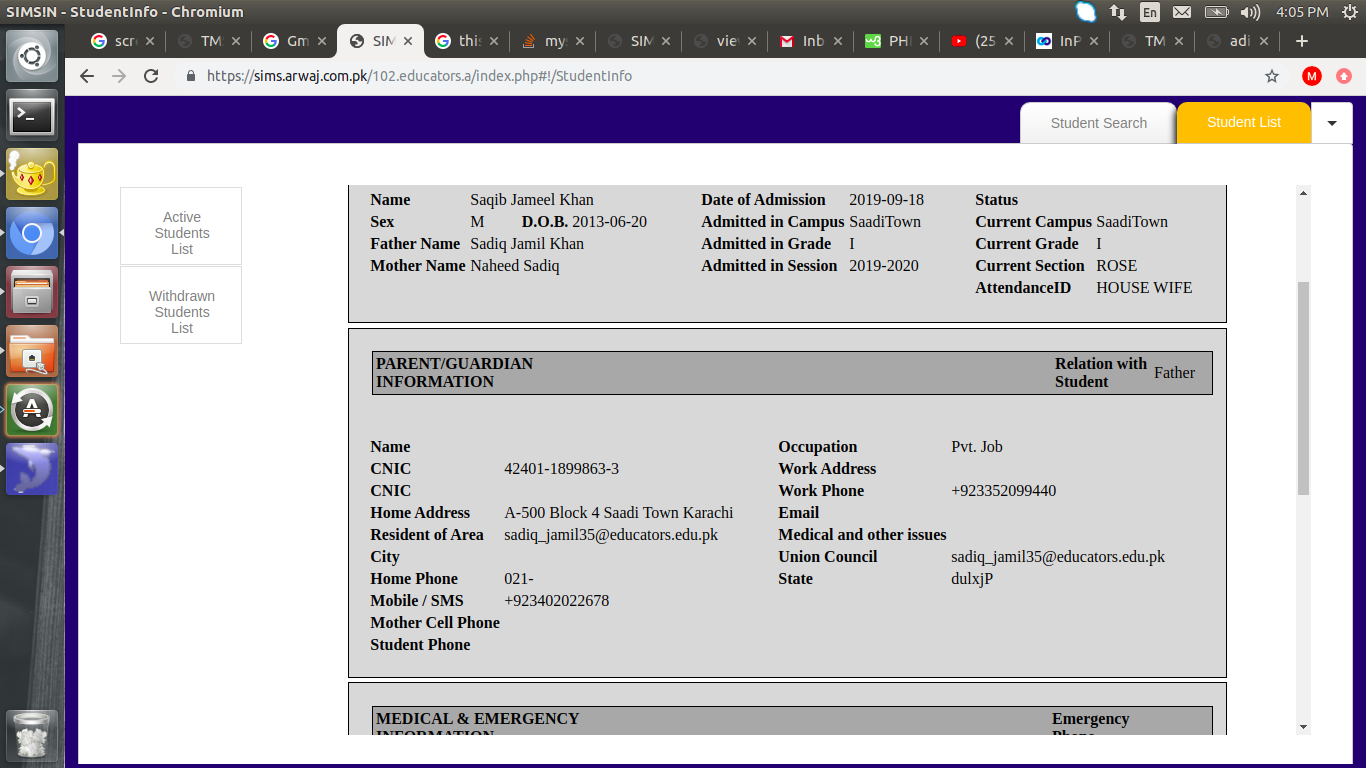 SIMSIN - StudentInfo - Chromium En 4:05 PM
scr TM Gm SIM this my SIM view Inb PH (25 InP TM adi
https://sims.arwaj.com.pk/102.educators.a/index.php#!/StudentInfo M
Student Search Student List
Active
Students
List
Withdrawn
Students
List
Name Saqib Jameel Khan Date of Admission 2019-09-18 Status
Sex M D.O.B. 2013-06-20 Admitted in Campus SaadiTown Current Campus SaadiTown
Father Name Sadiq Jamil Khan Admitted in Grade I Current Grade I
Mother Name Naheed Sadiq Admitted in Session 2019-2020 Current Section ROSE
AttendanceID HOUSE WIFE
PARENT/GUARDIAN
INFORMATION
Relation with
Student
Father
Name Occupation Pvt. Job
CNIC 42401-1899863-3 Work Address
CNIC Work Phone +923352099440
Home Address A-500 Block 4 Saadi Town Karachi Email
Resident of Area sadiq_jamil35@educators.edu.pk Medical and other issues
City Union Council sadiq_jamil35@educators.edu.pk
Home Phone 021- State dulxjP
Mobile / SMS +923402022678
Mother Cell Phone
Student Phone
MEDICAL & EMERGENCY
INFORMATION
Emergency
Phone